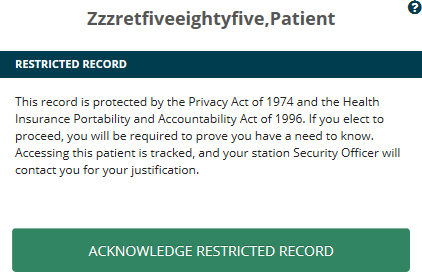 ?
Zzzretfiveeightyfive,Patient
RESTRICTED RECORD
This record is protected by the Privacy Act of 1974 and the Health
Insurance Portability and Accountability Act of 1996. If you elect to
proceed, you will be required to prove you have a need to know.
Accessing this patient is tracked, and your station Security Officer will
contact you for your justification.
ACKNOWLEDGE RESTRICTED RECORD